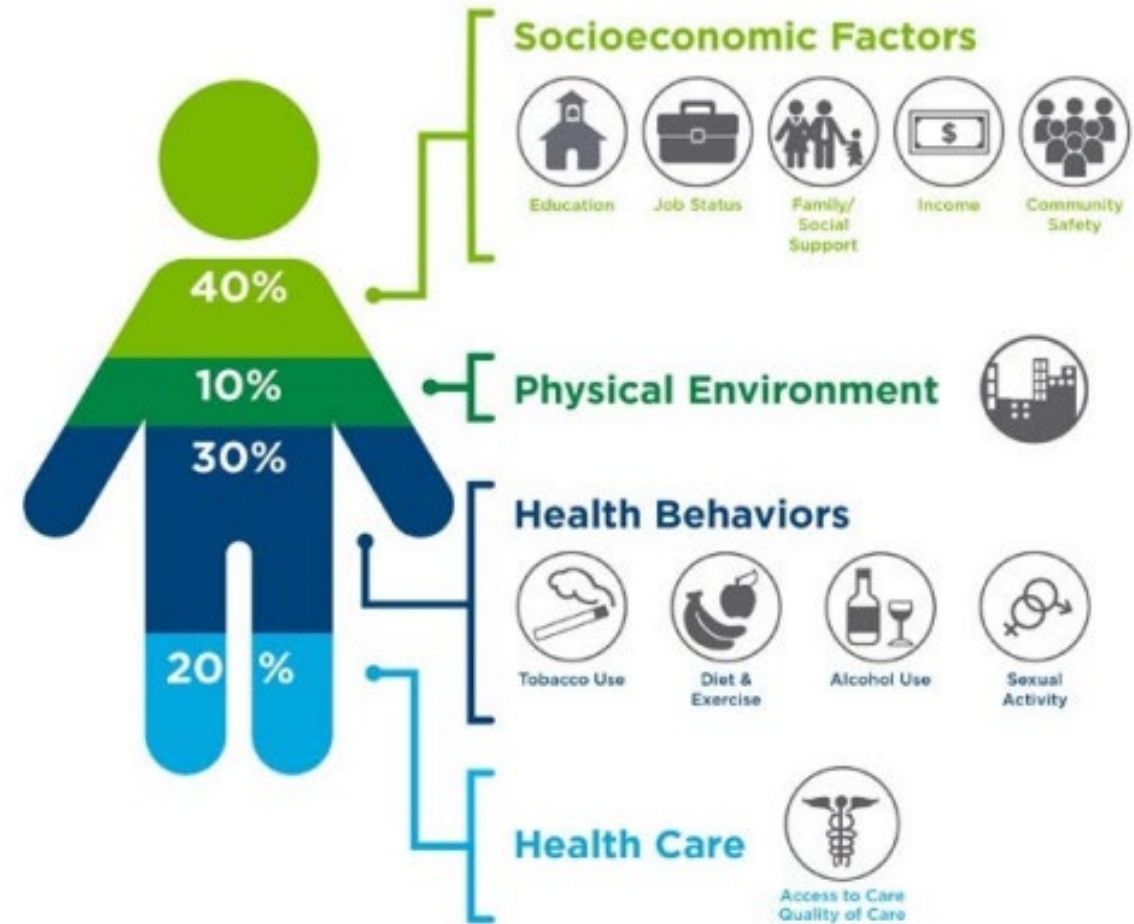 Socioeconomic Factors
Education
Job Status
Family/
Social
Support
Income
$
Community
Safety
40%
10%
Physical Environment
30%
Health Behaviors
Tobacco Use
Diet &
Exercise
Alcohol Use
Sexual
Activity
20 %
Health Care
Access to Care
Quality of Care